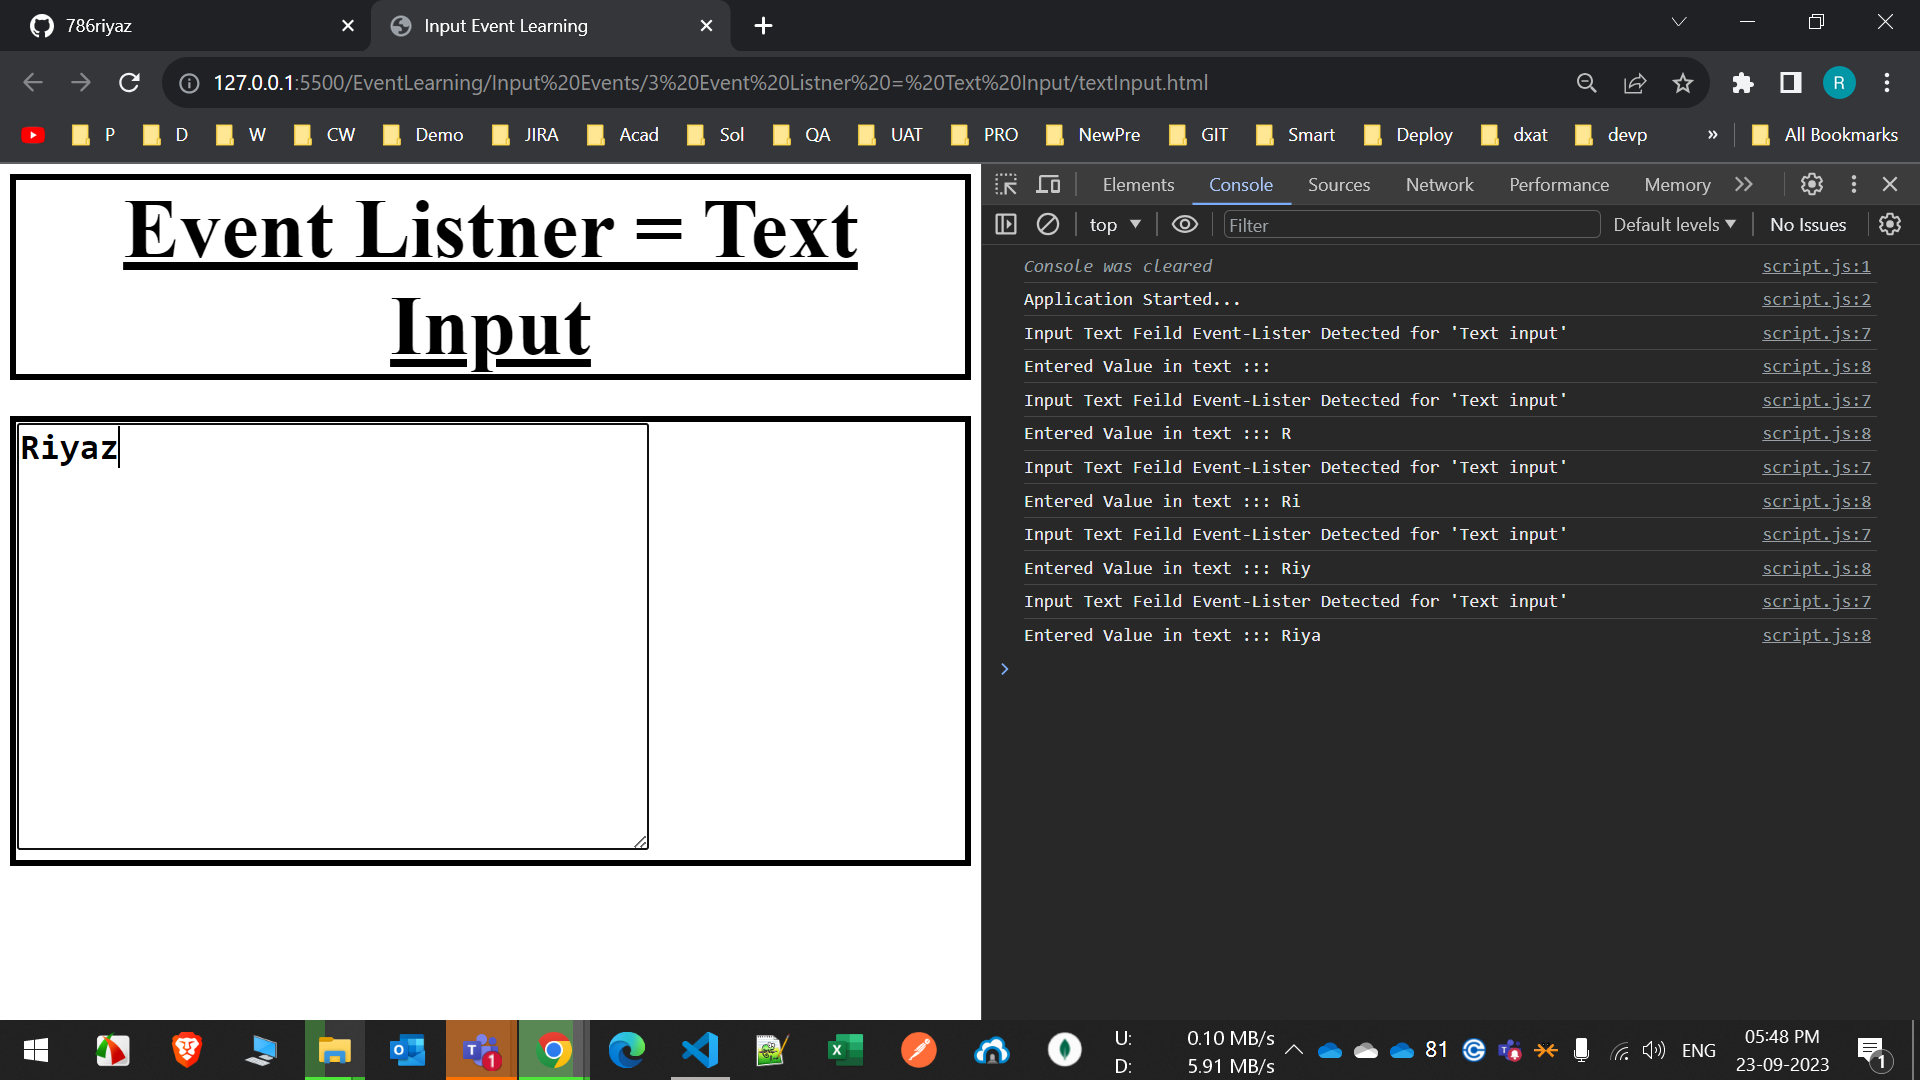 786riyaz
Input Event Learning
127.0.0.1:5500/EventLearning/Input%20Events/3%20Event%20Listner%20=%20Text%20Input/textInput.html
R
P D W CW Demo JIRA Acad Sol QA UAT PRO NewPre GIT Smart Deploy dxat devp » All Bookmarks
Event Listner = Text
Input
Riyaz
Elements Console Sources Network Performance Memory
top Filter Default levels No Issues
Console was cleared script.js:1
Application Started... script.js:2
Input Text Feild Event-Lister Detected for 'Text input' script.js:7
Entered Value in text ::: script.js:8
Input Text Feild Event-Lister Detected for 'Text input' script.js:7
Entered Value in text ::: R script.js:8
Input Text Feild Event-Lister Detected for 'Text input' script.js:7
Entered Value in text ::: Ri script.js:8
Input Text Feild Event-Lister Detected for 'Text input' script.js:7
Entered Value in text ::: Riy script.js:8
Input Text Feild Event-Lister Detected for 'Text input' script.js:7
Entered Value in text ::: Riya script.js:8
1
U: 0.10 MB/s
D: 5.91 MB/s
81
ENG
05:48 PM
23-09-2023
1